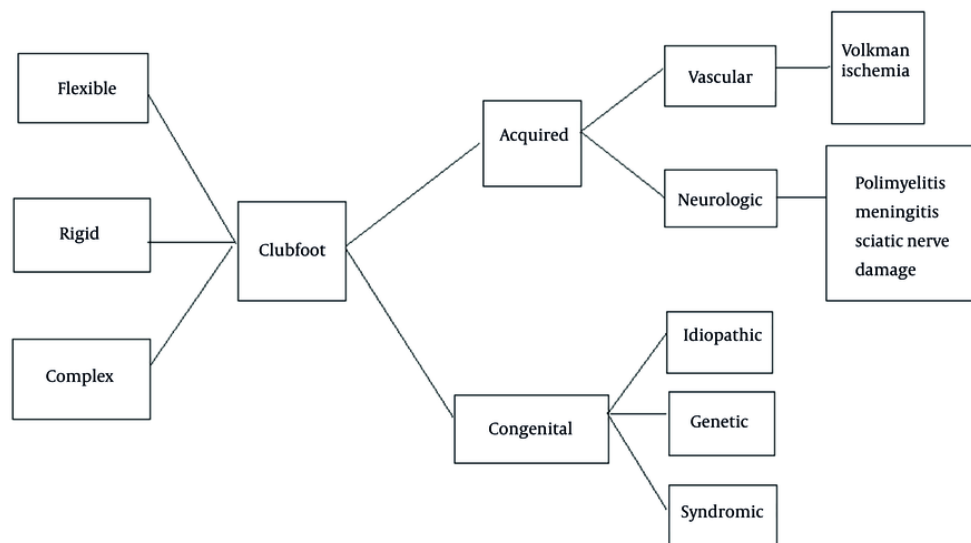 Flexible
Rigid
Complex
Clubfoot
Acquired
Congenital
Vascular
Neurologic
Idiopathic
Genetic
Syndromic
Volkman
ischemia
Polimyelitis
meningitis
sciatic nerve
damage